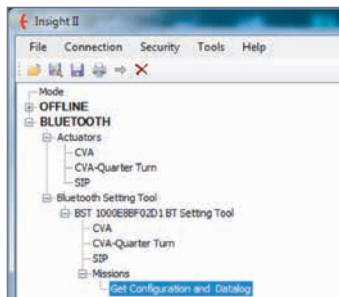 Insight II
File Connection Security Tools Help
Mode
OFFLINE
BLUETOOTH
Actuators
CVA
CVA-Quarter Turn
SIP
Bluetooth Setting Tool
BST 1000E8BF02D1 BT Setting Tool
CVA
CVA-Quarter Turn
SIP
Missions
Get Configuration and Datalog